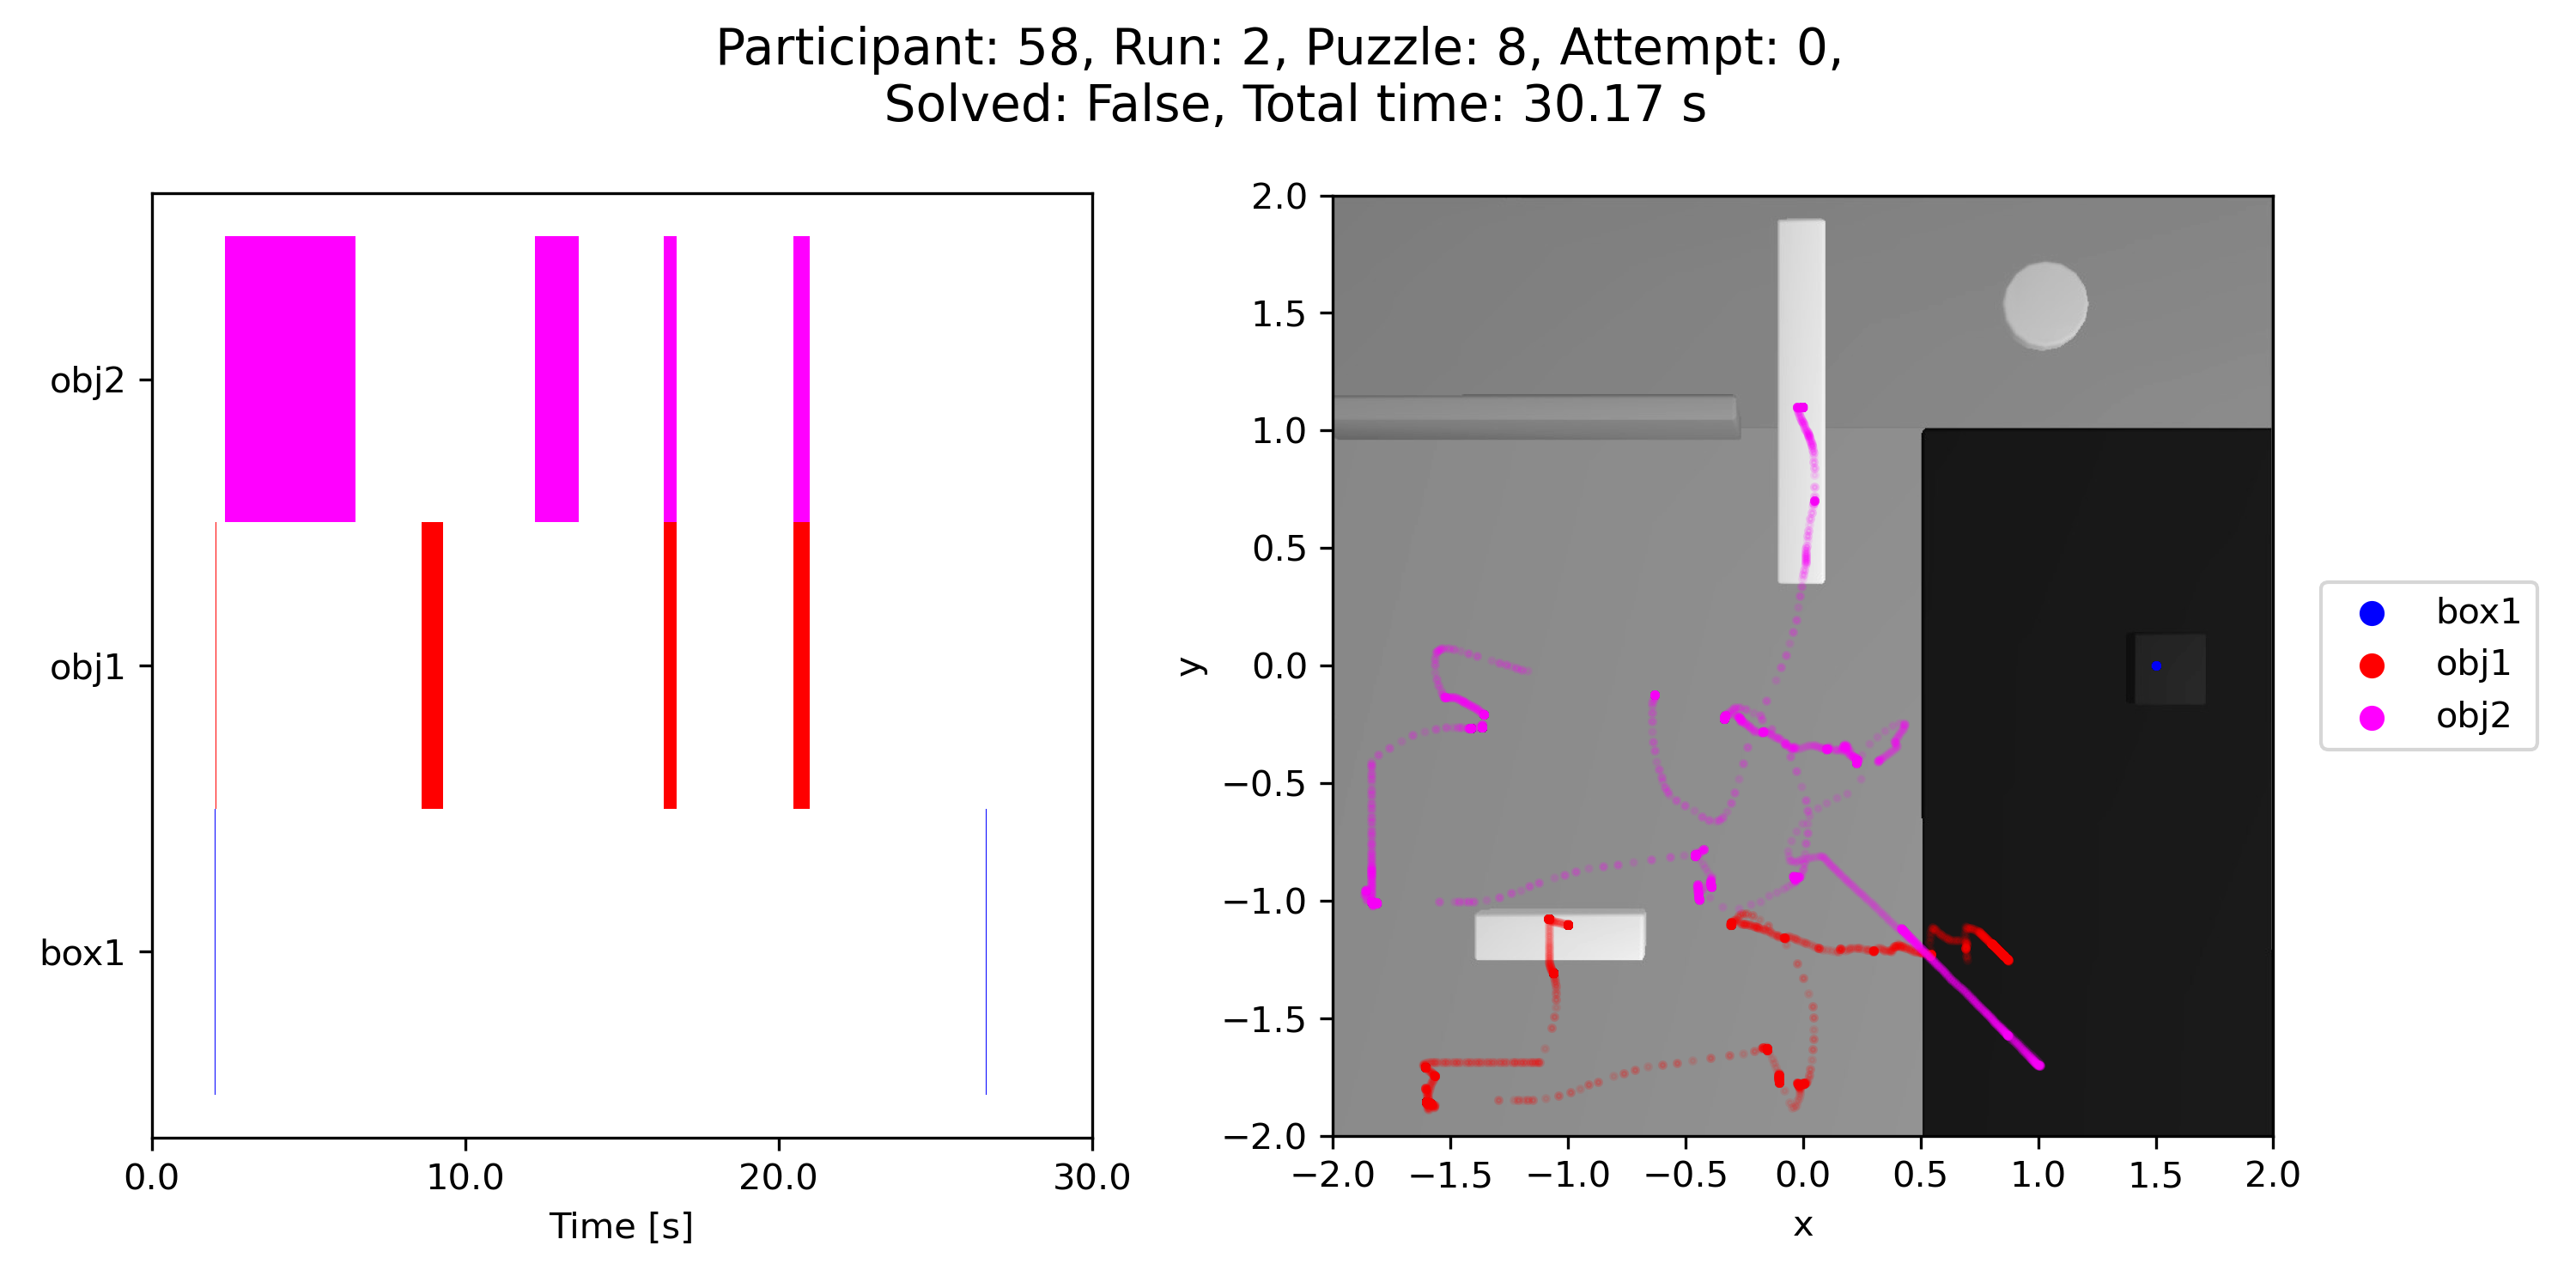 Participant: 58, Run: 2, Puzzle: 8, Attempt: 0,
Solved: False, Total time: 30.17 s
obj2
obj1
box1
0.0 10.0 20.0 30.0
Time [s]
2.0
1.5
1.0
0.5
0.0
−0.5
−1.0
−1.5
−2.0
y
−2.0 −1.5 −1.0 −0.5 0.0 0.5 1.0 1.5 2.0
x
box1
obj1
obj2